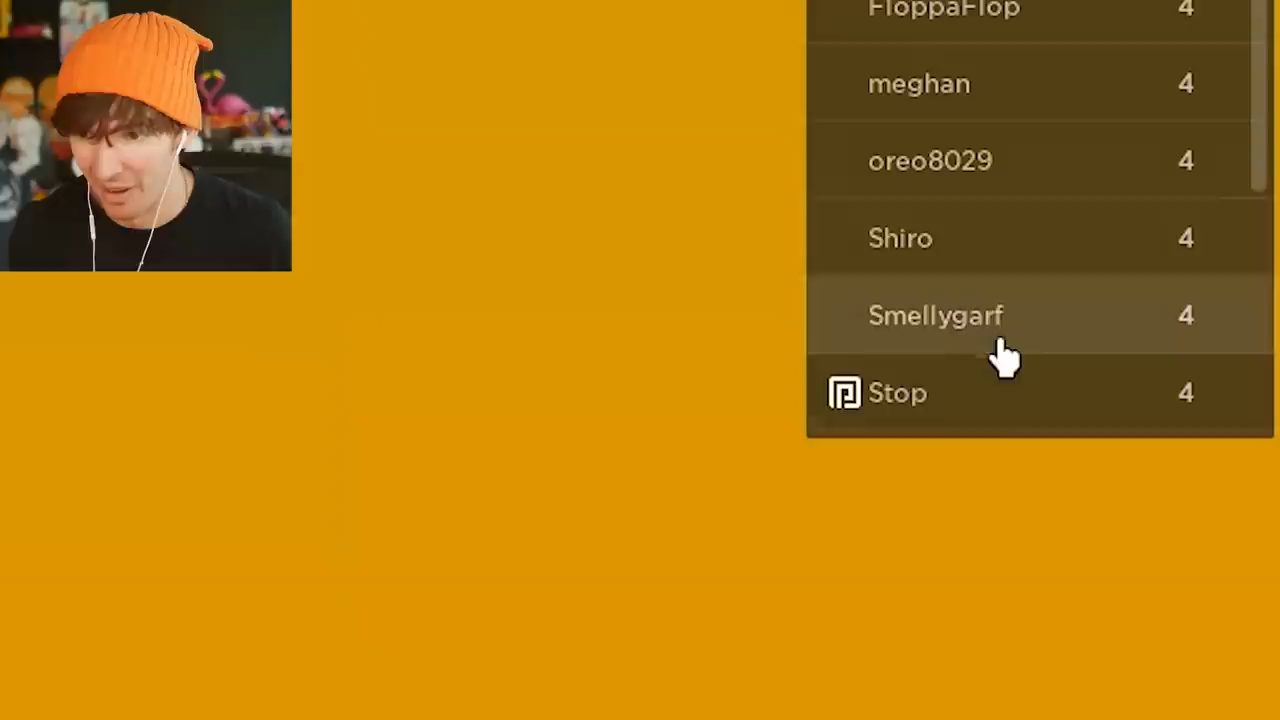 FloppaFlop 4
meghan 4
oreo8029 4
Shiro 4
Smellygarf 4
Stop 4